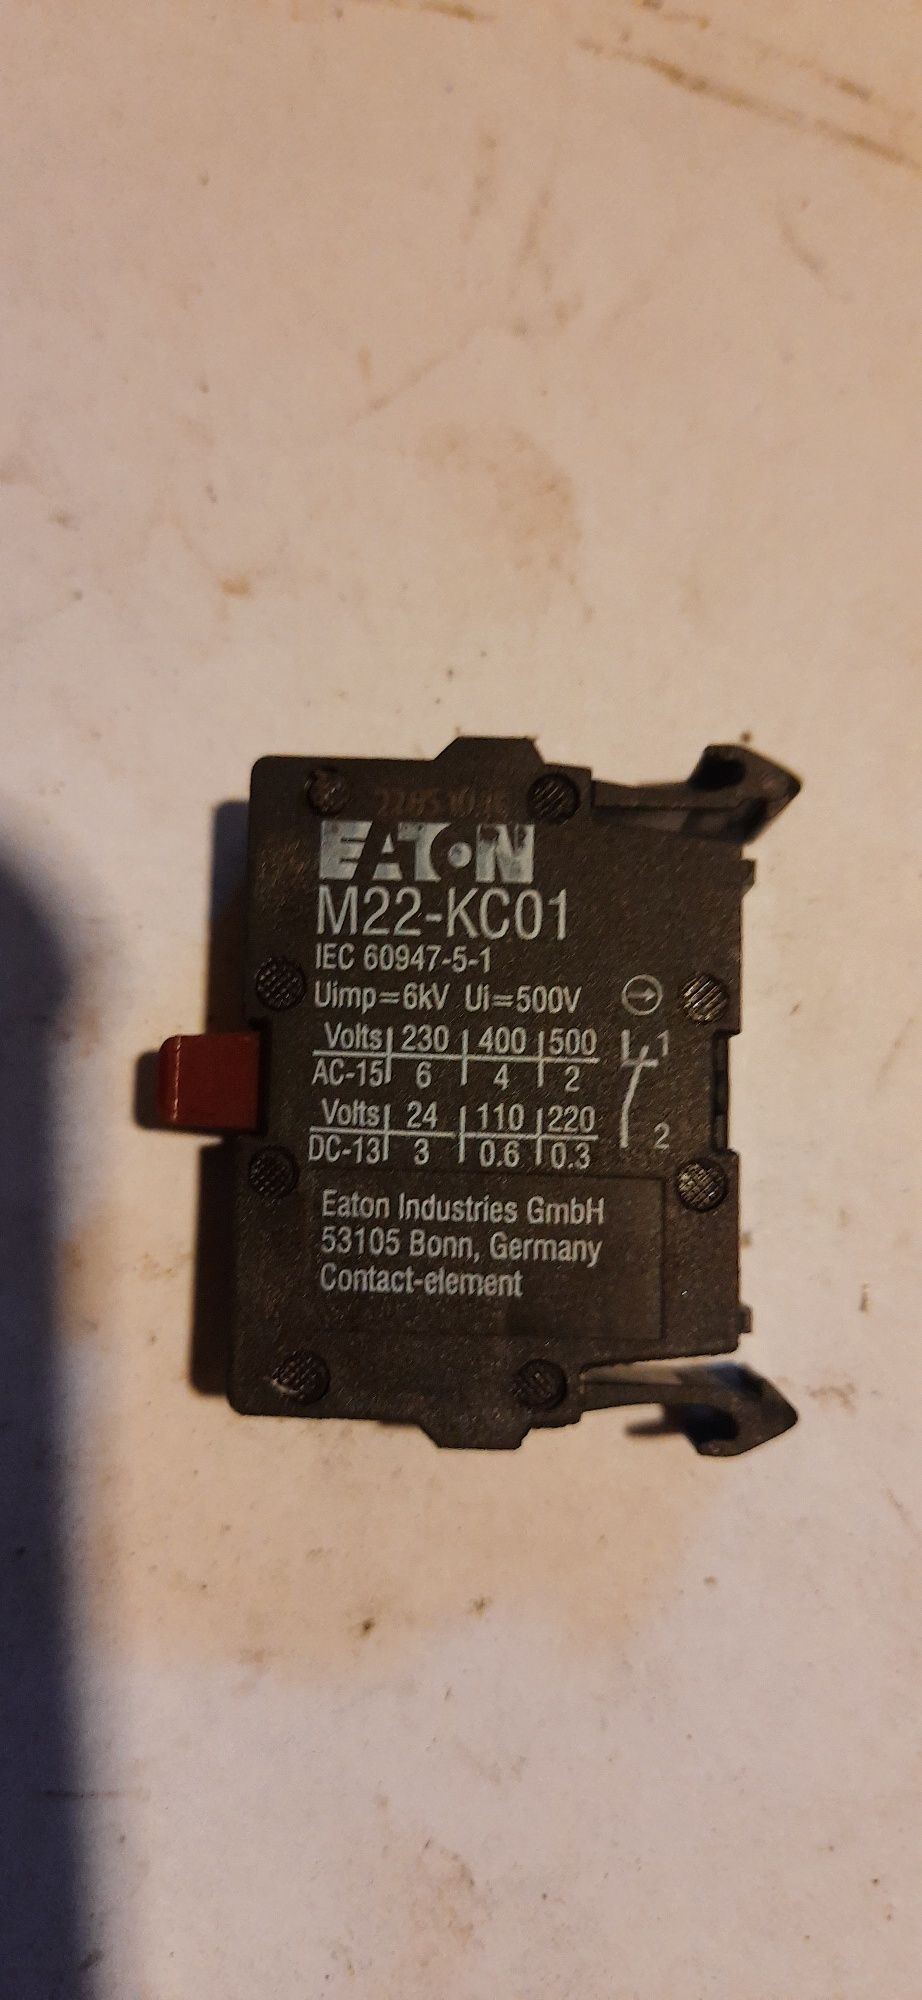 EATON
M22-KC01
IEC 60947-5-1
Uimp=6kV Ui=500V
Volts 230 400 500
AC-15 6 4 2
Volts 24 110 220
DC-13 3 0.6 0.3
1
2
Eaton Industries GmbH
53105 Bonn, Germany
Contact-element